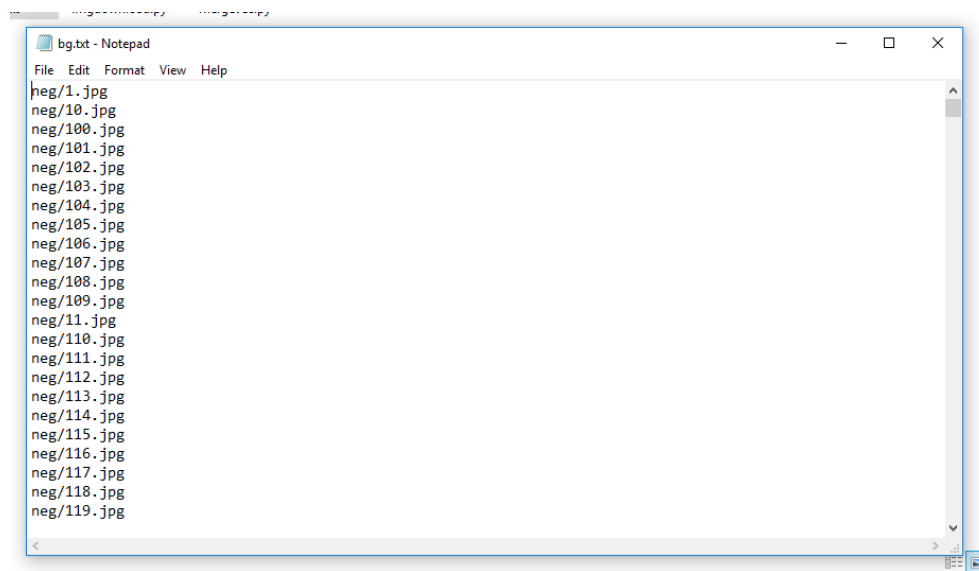 bg.txt - Notepad
File Edit Format View Help
neg/1.jpg
neg/10.jpg
neg/100.jpg
neg/101.jpg
neg/102.jpg
neg/103.jpg
neg/104.jpg
neg/105.jpg
neg/106.jpg
neg/107.jpg
neg/108.jpg
neg/109.jpg
neg/11.jpg
neg/110.jpg
neg/111.jpg
neg/112.jpg
neg/113.jpg
neg/114.jpg
neg/115.jpg
neg/116.jpg
neg/117.jpg
neg/118.jpg
neg/119.jpg